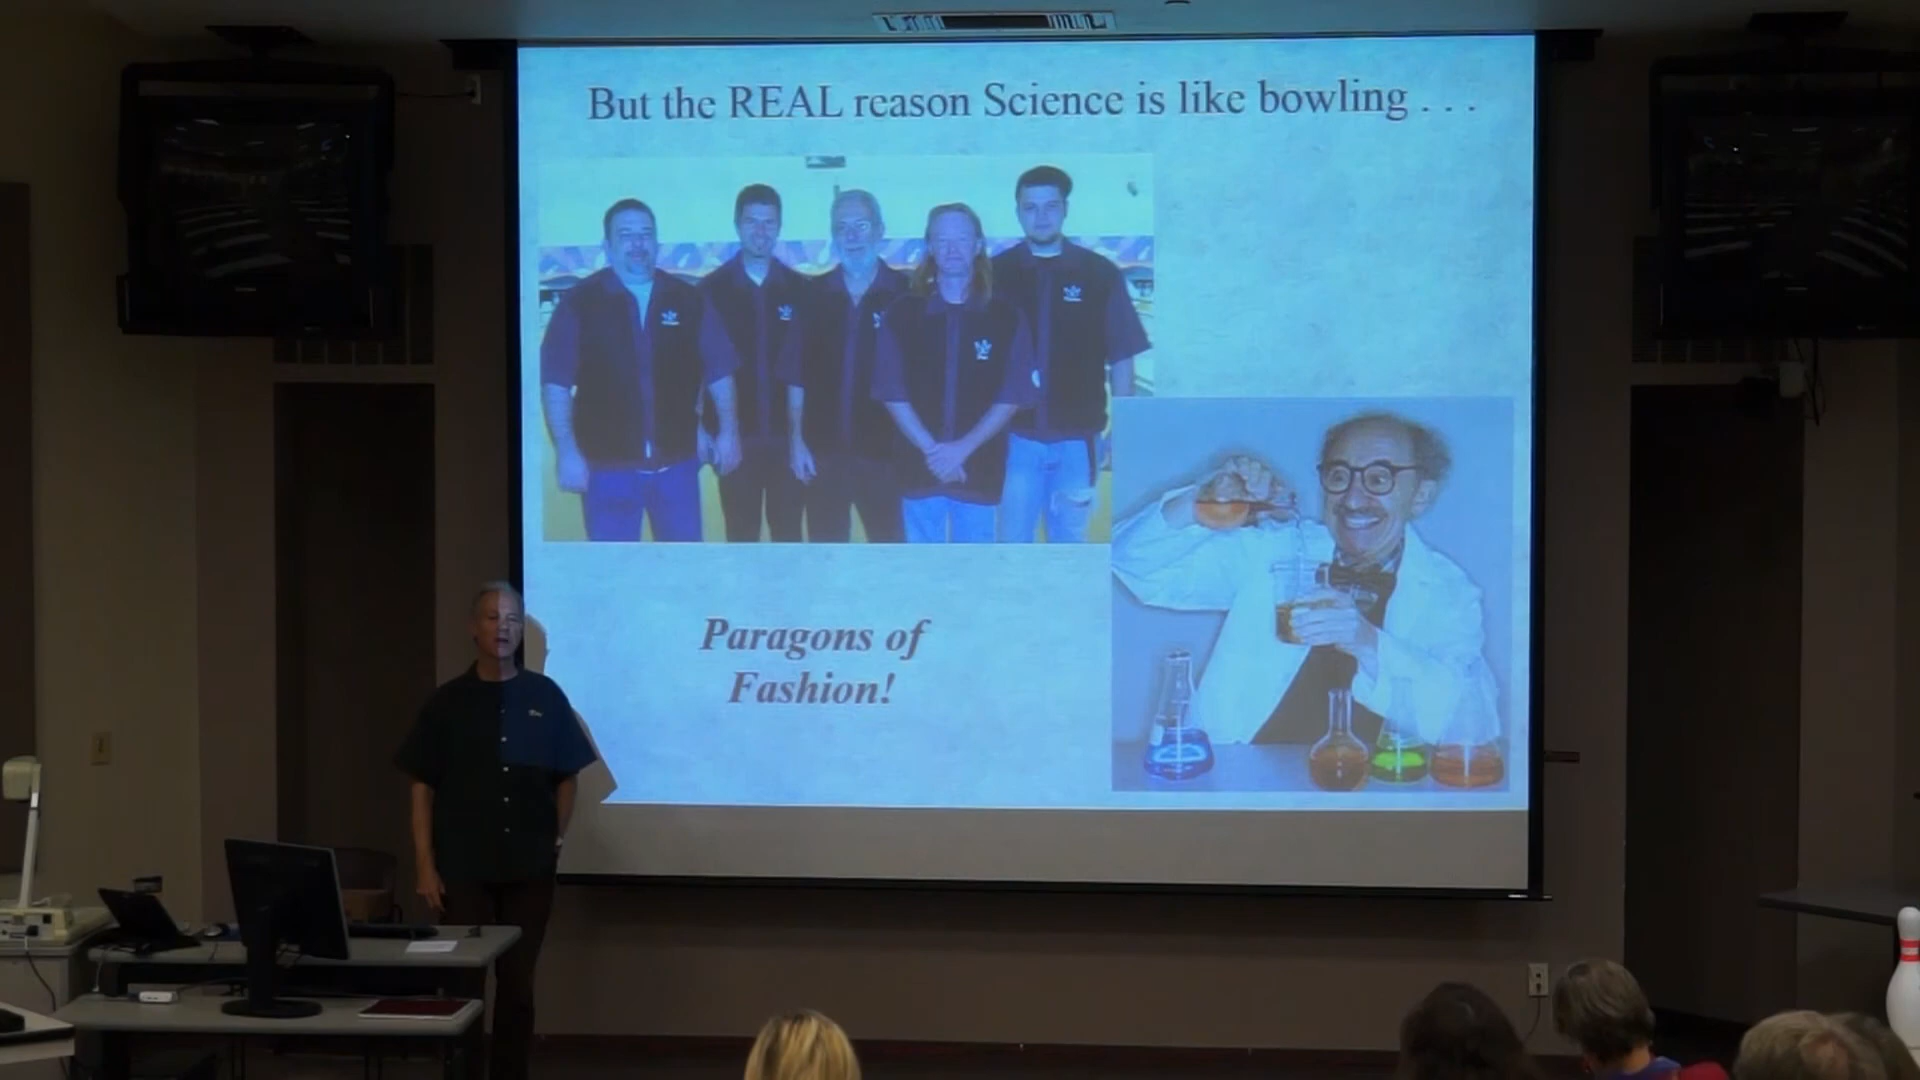 But the REAL reason Science is like bowling . . .
Paragons of
Fashion!